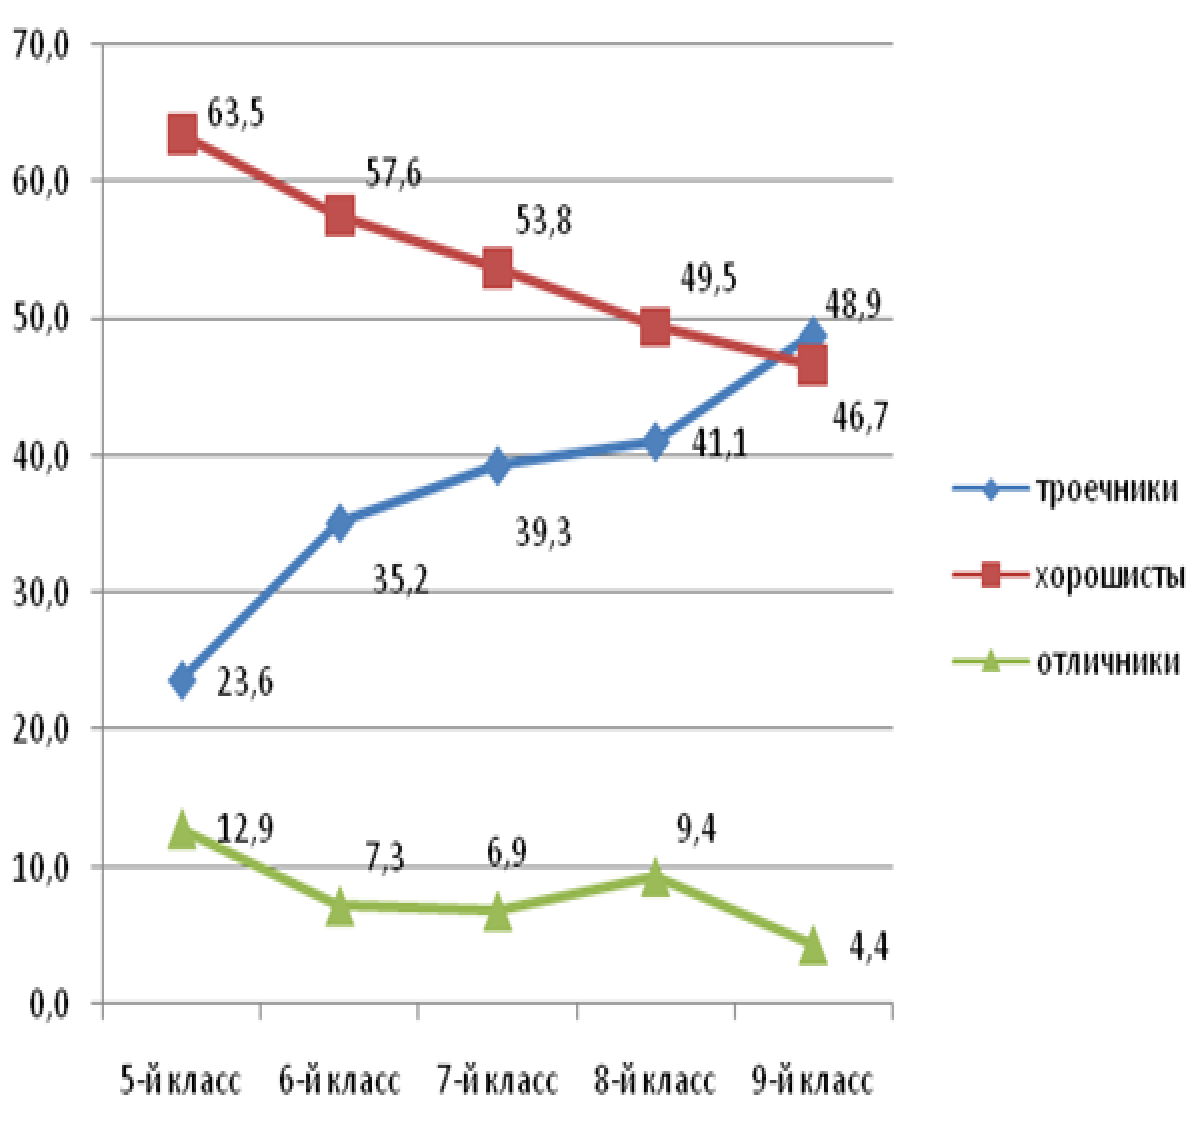 70,0
63,5
60,0
57,6
53,8
49,5
50,0
48,9
46,7
40,0
41,1
39,3
35,2
30,0
23,6
20,0
12,9
7,3
6,9
9,4
10,0
4,4
0,0
5-й класс
6-й класс
7-й класс
8-й класс
9-й класс
троечники
хорошисты
отличники